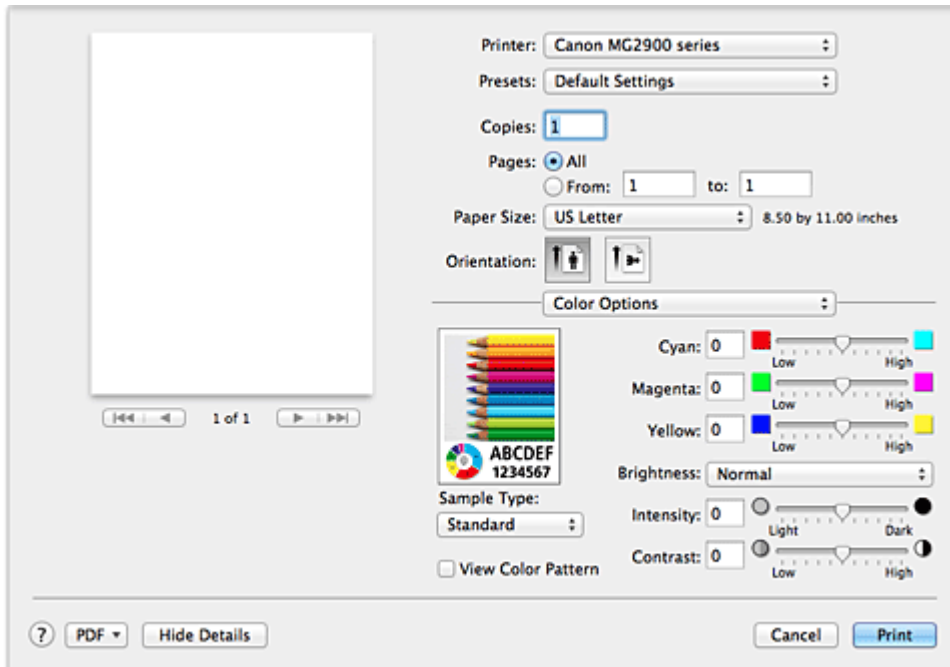 Printer: Canon MG2900 series
Presets: Default Settings
Copies: 1
Pages: All
From: 1 to: 1
Paper Size: US Letter 8.50 by 11.00 inches
Orientation:
Color Options
1 of 1
ABCDEF
1234567
Sample Type:
Standard
View Color Pattern
Cyan: 0
Low High
Magenta: 0
Low High
Yellow: 0
Low High
Brightness: Normal
Intensity: 0
Light Dark
Contrast: 0
Low High
? PDF Hide Details Cancel Print